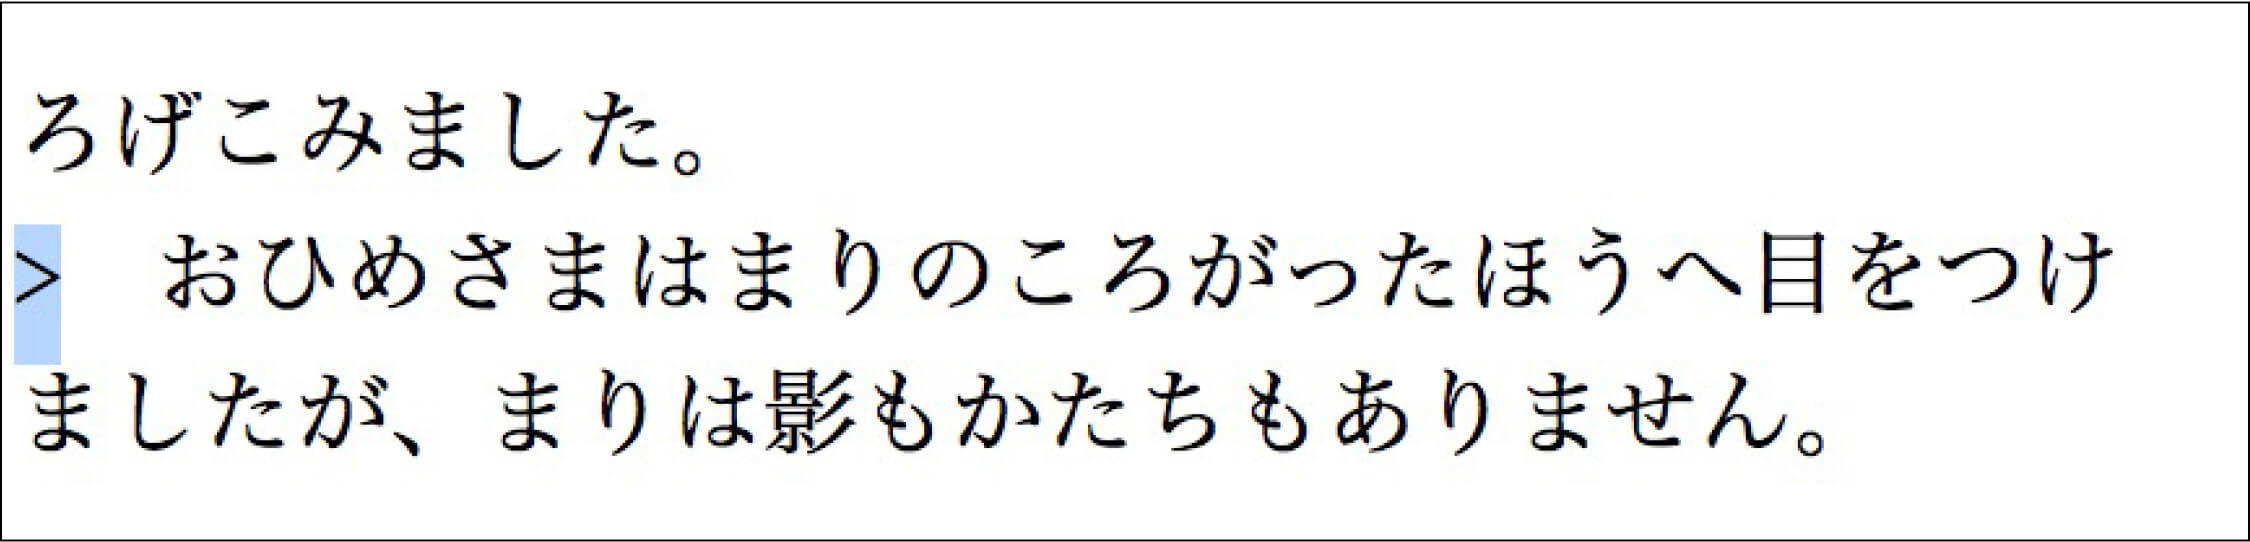 ろげこみました。
>　おひめさまはまりのころがったほうへ目をつけ
ましたが、まりは影もかたちもありません。